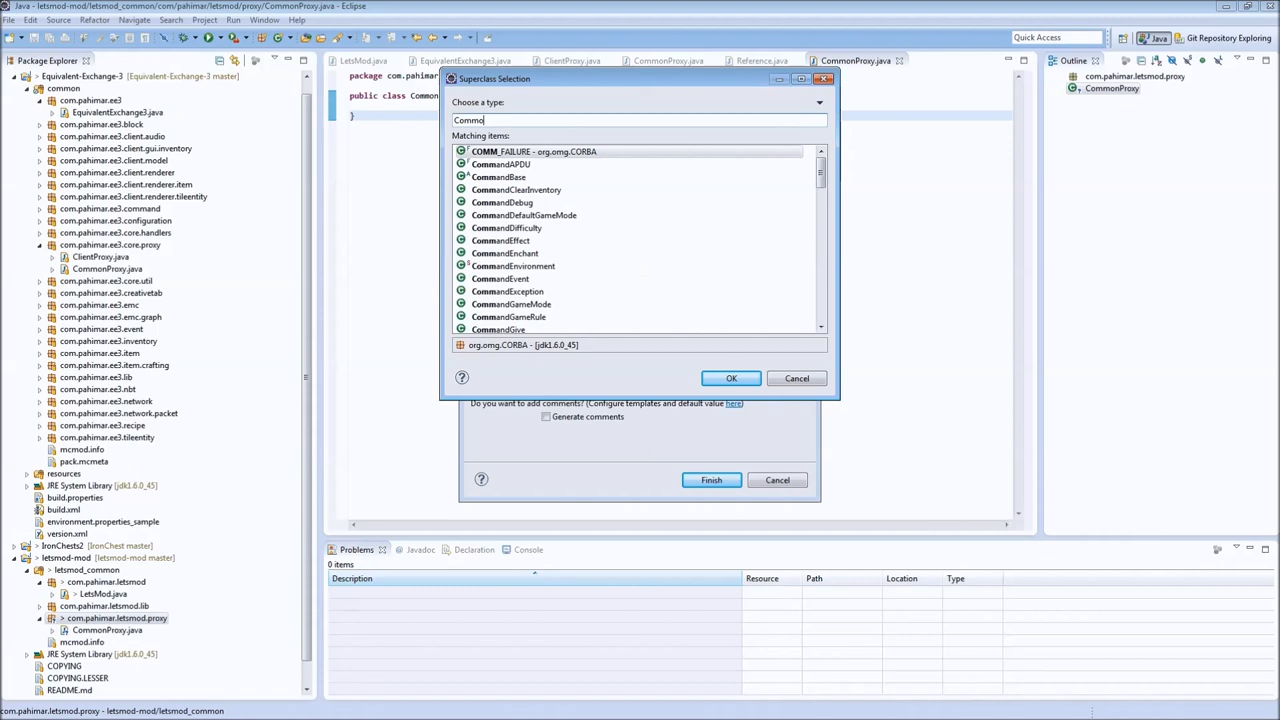 Java - letsmod-mod/letsmod_common/com/pahimar/letsmod/proxy/CommonProxy.java - Eclipse
File Edit Source Refactor Navigate Search Project Run Window Help
Quick Access
Java
Git Repository Exploring
Package Explorer
Equivalent-Exchange-3 [Equivalent-Exchange-3 master]
common
com.pahimar.ee3
EquivalentExchange3.java
com.pahimar.ee3.block
com.pahimar.ee3.client.audio
com.pahimar.ee3.client.gui.inventory
com.pahimar.ee3.client.model
com.pahimar.ee3.client.renderer
com.pahimar.ee3.client.renderer.item
com.pahimar.ee3.client.renderer.tileentity
com.pahimar.ee3.command
com.pahimar.ee3.configuration
com.pahimar.ee3.core.handlers
com.pahimar.ee3.core.proxy
ClientProxy.java
CommonProxy.java
com.pahimar.ee3.core.util
com.pahimar.ee3.creativetab
com.pahimar.ee3.emc
com.pahimar.ee3.emc.graph
com.pahimar.ee3.event
com.pahimar.ee3.inventory
com.pahimar.ee3.item
com.pahimar.ee3.item.crafting
com.pahimar.ee3.lib
com.pahimar.ee3.nbt
com.pahimar.ee3.network
com.pahimar.ee3.network.packet
com.pahimar.ee3.recipe
com.pahimar.ee3.tileentity
mcmod.info
pack.mcmeta
resources
JRE System Library [jdk1.6.0_45]
build.properties
build.xml
environment.properties_sample
version.xml
IronChests2 [IronChest master]
> letsmod-mod [letsmod-mod master]
> letsmod_common
> com.pahimar.letsmod
> LetsMod.java
com.pahimar.letsmod.lib
> com.pahimar.letsmod.proxy
CommonProxy.java
mcmod.info
JRE System Library [jdk1.6.0_45]
COPYING
COPYING.LESSER
README.md
LetsMod.java
EquivalentExchange3.java
ClientProxy.java
CommonProxy.java
Reference.java
CommonProxy.java
package com.pahimar
public class Common
}
Superclass Selection
Choose a type:
Commo
Matching items:
COMM_FAILURE - org.omg.CORBA
CommandAPDU
CommandBase
CommandClearInventory
CommandDebug
CommandDefaultGameMode
CommandDifficulty
CommandEffect
CommandEnchant
CommandEnvironment
CommandEvent
CommandException
CommandGameMode
CommandGameRule
CommandGive
org.omg.CORBA - [jdk1.6.0_45]
OK
Cancel
Do you want to add comments? (Configure templates and default value here)
Generate comments
Finish
Cancel
Outline
com.pahimar.letsmod.proxy
CommonProxy
Problems
Javadoc
Declaration
Console
0 items
Description Resource Path Location Type
com.pahimar.letsmod.proxy - letsmod-mod/letsmod_common